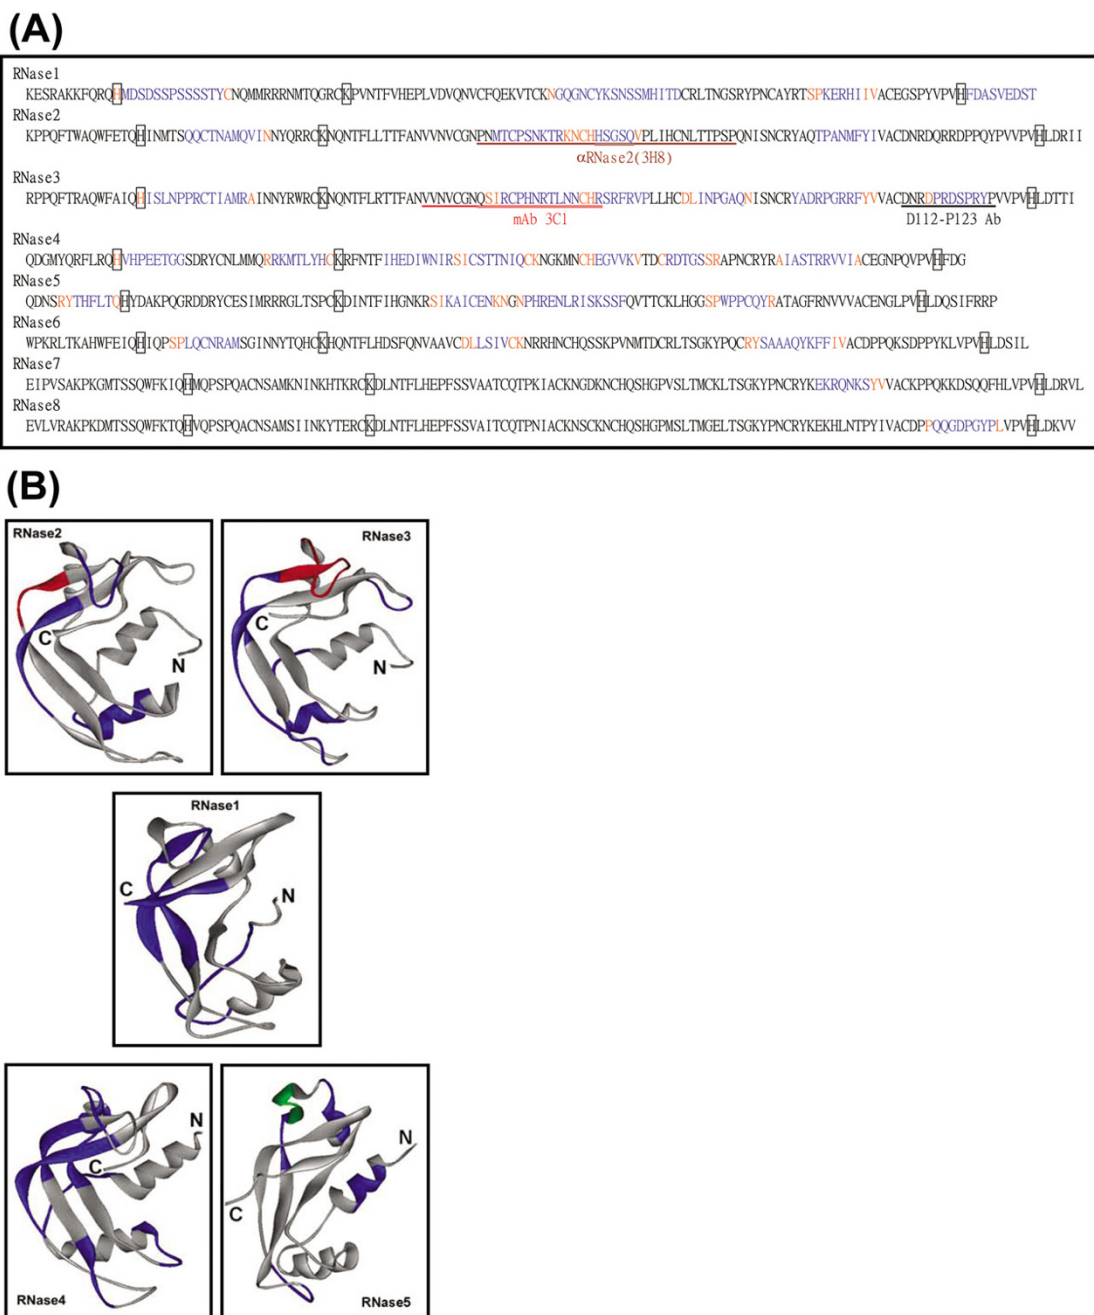 (A)
RNase1
KESRAKKFQRQHMDSDSSPSSSSTYCNQMMRRRNMTQGRCKPVNTFVHEPLVDVQNVCFQEKVTCKNGQGNCYKSNSSMHITDCRLTNGSRYPNCAYRTSPKERHIIVACEGSPYVPVHFDASVEDST
RNase2
KPPQFTWAQWFETQHINMTSQQCTNAMQVINNYQRRCKNQNTFLLTTFANVVNVCGNPNMTCPSNKTRKNCHHSGSQVPLIHCNLTTPSPQNISNCRYAQTPANMFYIVACDNRDQRRDPPQYPVVPVHLDRII
αRNase2(3H8)
RNase3
RPPQFTRAQWFAIQHISLNPPRCTIAMRAINNYRWRCKNQNTFLRTTFANVVNVCGNQSIRCPHNRTLNNCHRSRFRVPLLHCDLINPGAQNISNCRYADRPGRRFYVVACDNRDPRDSPRYPVVPVHLDTTI
mAb 3C1 D112-P123 Ab
RNase4
QDGMYQRFLRQHVHPEETGGSDRYCNLMMQRRKMTLYHCKRFNTFIHEDIWNIRSICSTTNIQCKNGKMNCHEGVVKVTDCRDTGSSRAPNCRYRAIASTRRVVIACEGNPQVPVHFDG
RNase5
QDNSRYTHFLTQHYDAKPQGRDDRYCESIMRRRGLTSPCKDINTFIHGNKRSIKAICENKNGNPHRENLRISKSSFQVTTCKLHGGSPWPPCQYRATAGFRNVVVACENGLPVHLDQSIFRRP
RNase6
WPKRLTKAHWFEIQHIQPSPLQCNRAMSGINNYTQHCKHQNTFLHDSFQNVAAVCDLLSIVCKNRRHNCHQSSKPVNMTDCRLTSGKYPQCRYSAAAQYKFFIVACDPPQKSDPPYKLVPVHLDSIL
RNase7
EIPVSAKPKGMTSSQWFKIQHMQPSPQACNSAMKNINKHTKRCKDLNTFLHEPFSSVAATCQTPKIACKNGDKNCHQSHGPVSLTMCKLTSGKYPNCRYKEKRQNKSYVVACKPPQKKDSQQFHLVPVHLDRVL
RNase8
EVLVRAKPKDMTSSQWFKTQHVQPSPQACNSAMSIINKYTERCKDLNTFLHEPFSSVAITCQTPNIACKNSCKNCHQSHGPMSLTMGELTSGKYPNCRYKEKHLNTPYIVACDPPQQGDPGYPLVPVHLDKVV
(B)
RNase2
C
N
RNase3
C
N
RNase1
C
N
RNase4
C
N
RNase5
C
N